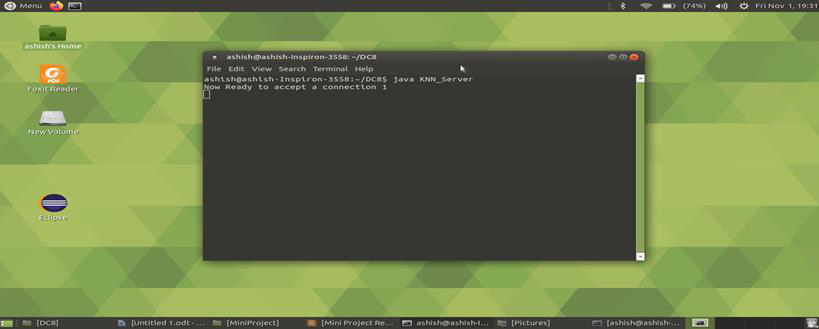 Menu
(74%)
Fri Nov 1, 19:31
ashish's Home
Foxit Reader
New Volume
Eclipse
ashish@ashish-Inspiron-3558: ~/DC8
File Edit View Search Terminal Help
ashish@ashish-Inspiron-3558:~/DC8$ java KNN_Server
Now Ready to accept a connection 1
[DC8]
[Untitled 1.odt - ...
[MiniProject]
[Mini Project Re...
ashish@ashish-I...
[Pictures]
[ashish@ashish-...